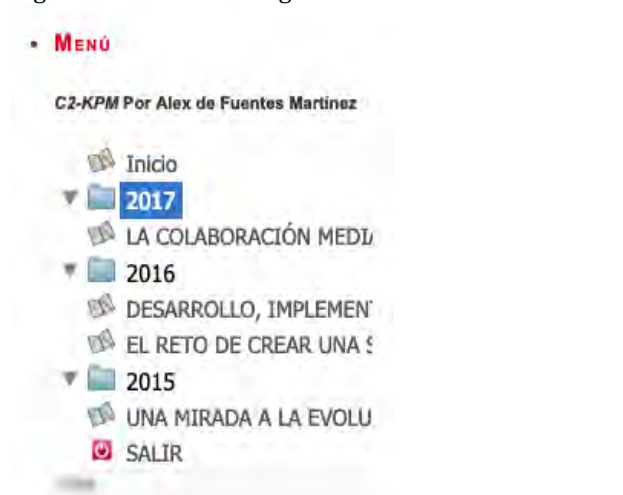 • MENÚ
C2-KPM Por Alex de Fuentes Martinez
Inicio
2017
LA COLABORACIÓN MEDI
2016
DESARROLLO, IMPLEMEN
EL RETO DE CREAR UNA
2015
UNA MIRADA A LA EVOLU
SALIR